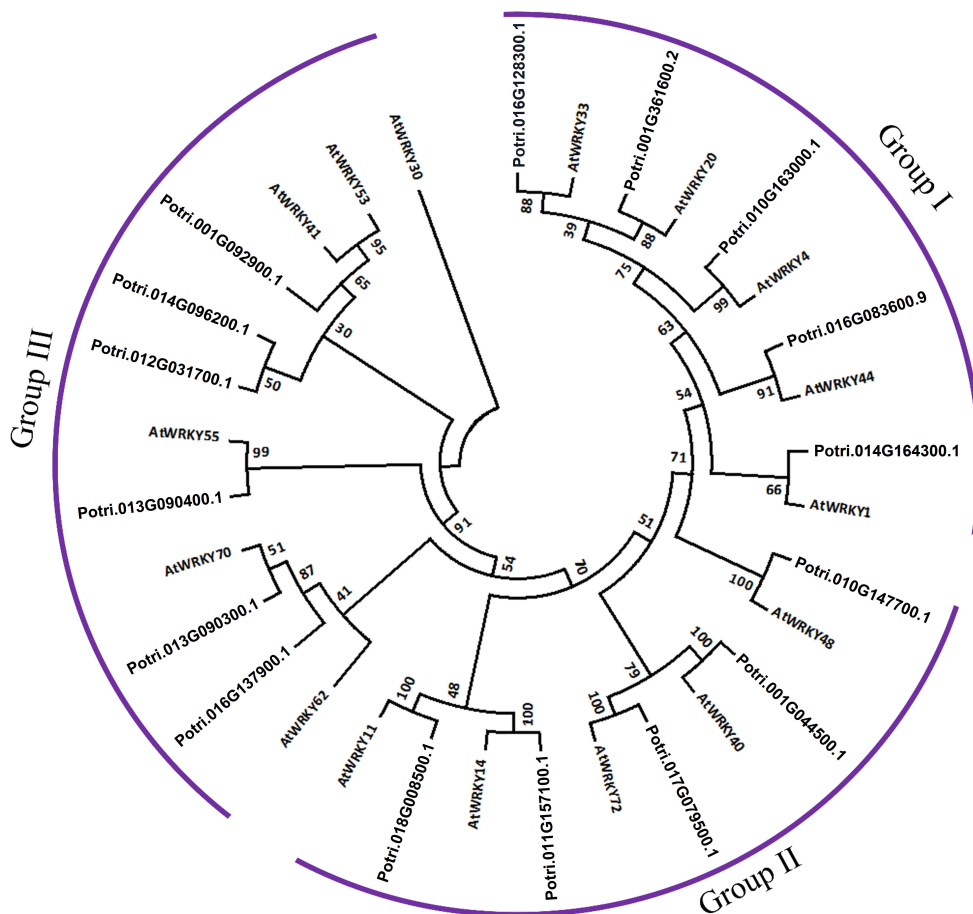 Group I
Potri.016G128300.1
AtWRKY33
Potri.001G361600.2
AtWRKY20
Potri.010G163000.1
AtWRKY4
Potri.016G083600.9
AtWRKY44
Potri.014G164300.1
AtWRKY1
Potri.010G147700.1
AtWRKY48
Potri.001G044500.1
AtWRKY40
Potri.017G079500.1
AtWRKY72
Group II
Potri.011G157100.1
AtWRKY14
Potri.018G008500.1
AtWRKY11
AtWRKY62
Potri.016G137900.1
Potri.013G090300.1
AtWRKY70
Potri.013G090400.1
AtWRKY55
Group III
Potri.012G031700.1
Potri.014G096200.1
Potri.001G092900.1
AtWRKY41
AtWRKY53
AtWRKY30
88
39
88
75
99
63
91
54
66
71
100
51
100
79
100
70
100
48
100
54
41
87
51
91
99
50
30
65
95